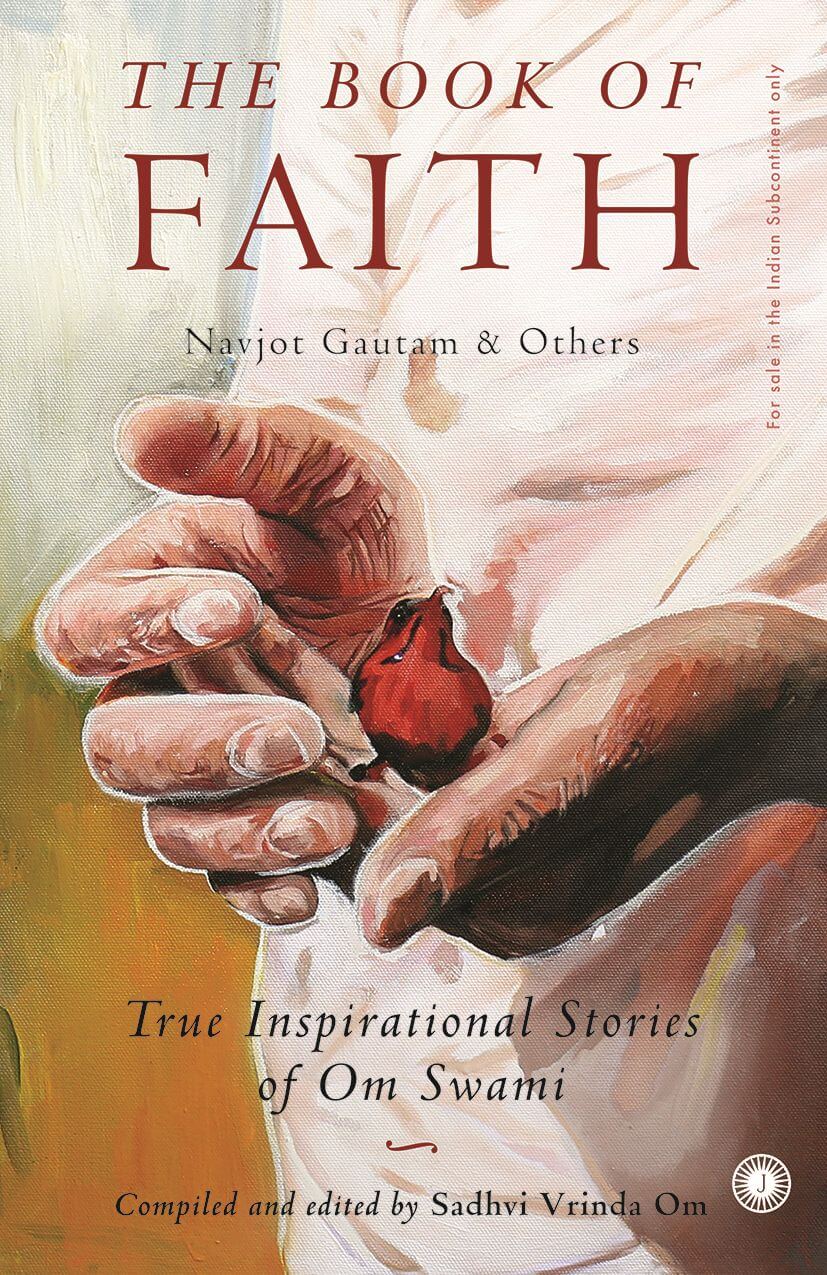 THE BOOK OF
FAITH
Navjot Gautam & Others
For sale in the Indian Subcontinent only
True Inspirational Stories
of Om Swami
Compiled and edited by Sadhvi Vrinda Om
J